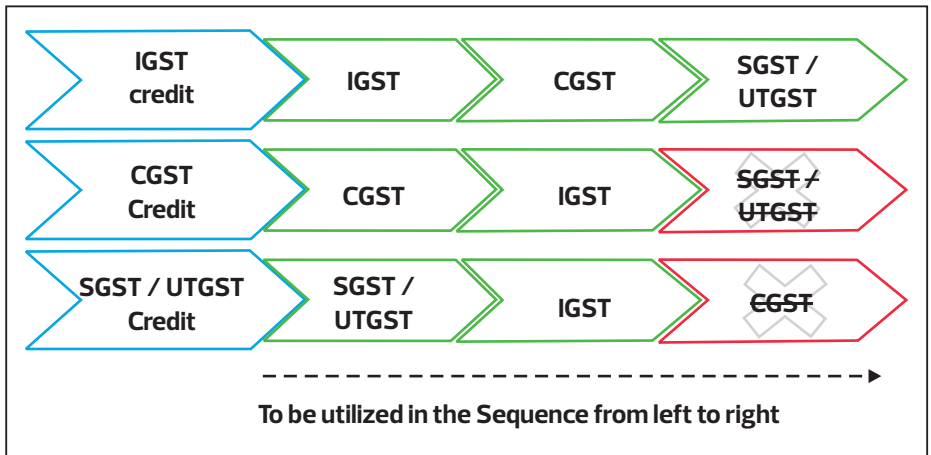 IGST
credit
IGST
CGST
SGST /
UTGST
CGST
Credit
CGST
IGST
SGST /
UTGST
SGST / UTGST
Credit
SGST /
UTGST
IGST
CGST
To be utilized in the Sequence from left to right